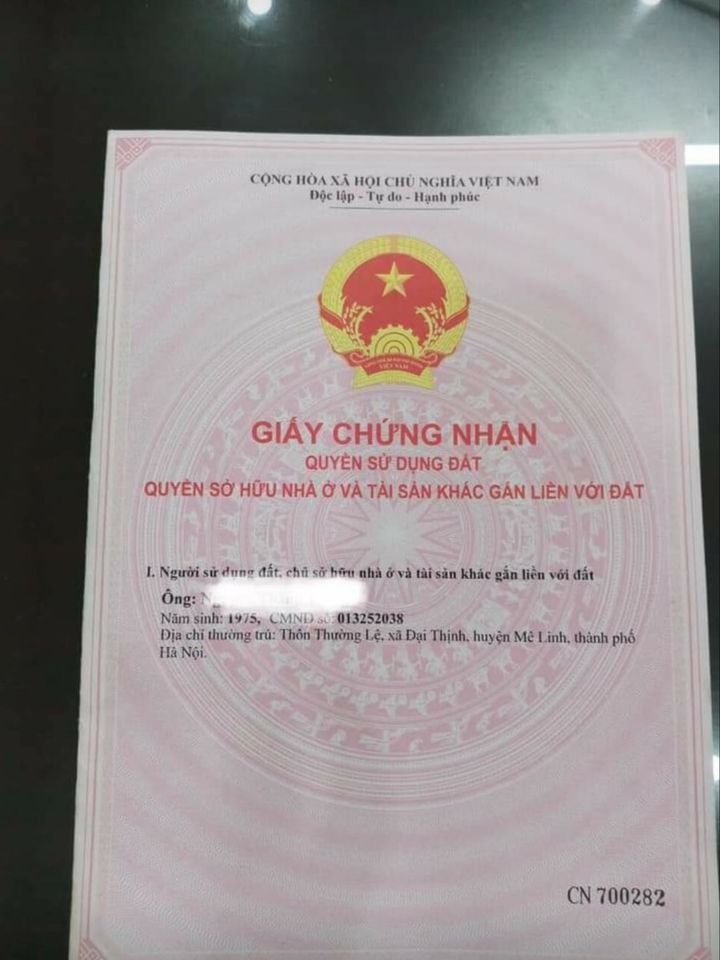 CỘNG HÒA XÃ HỘI CHỦ NGHĨA VIỆT NAM
Độc lập - Tự do - Hạnh phúc
VIỆT NAM
GIẤY CHỨNG NHẬN
QUYỀN SỬ DỤNG ĐẤT
QUYỀN SỞ HỮU NHÀ Ở VÀ TÀI SẢN KHÁC GẮN LIỀN VỚI ĐẤT
I. Người sử dụng đất, chủ sở hữu nhà ở và tài sản khác gắn liền với đất
Ông:
Năm sinh: 1975, CMND số: 013252038
Địa chỉ thường trú: Thôn Thường Lệ, xã Đại Thịnh, huyện Mê Linh, thành phố
Hà Nội.
CN 700282